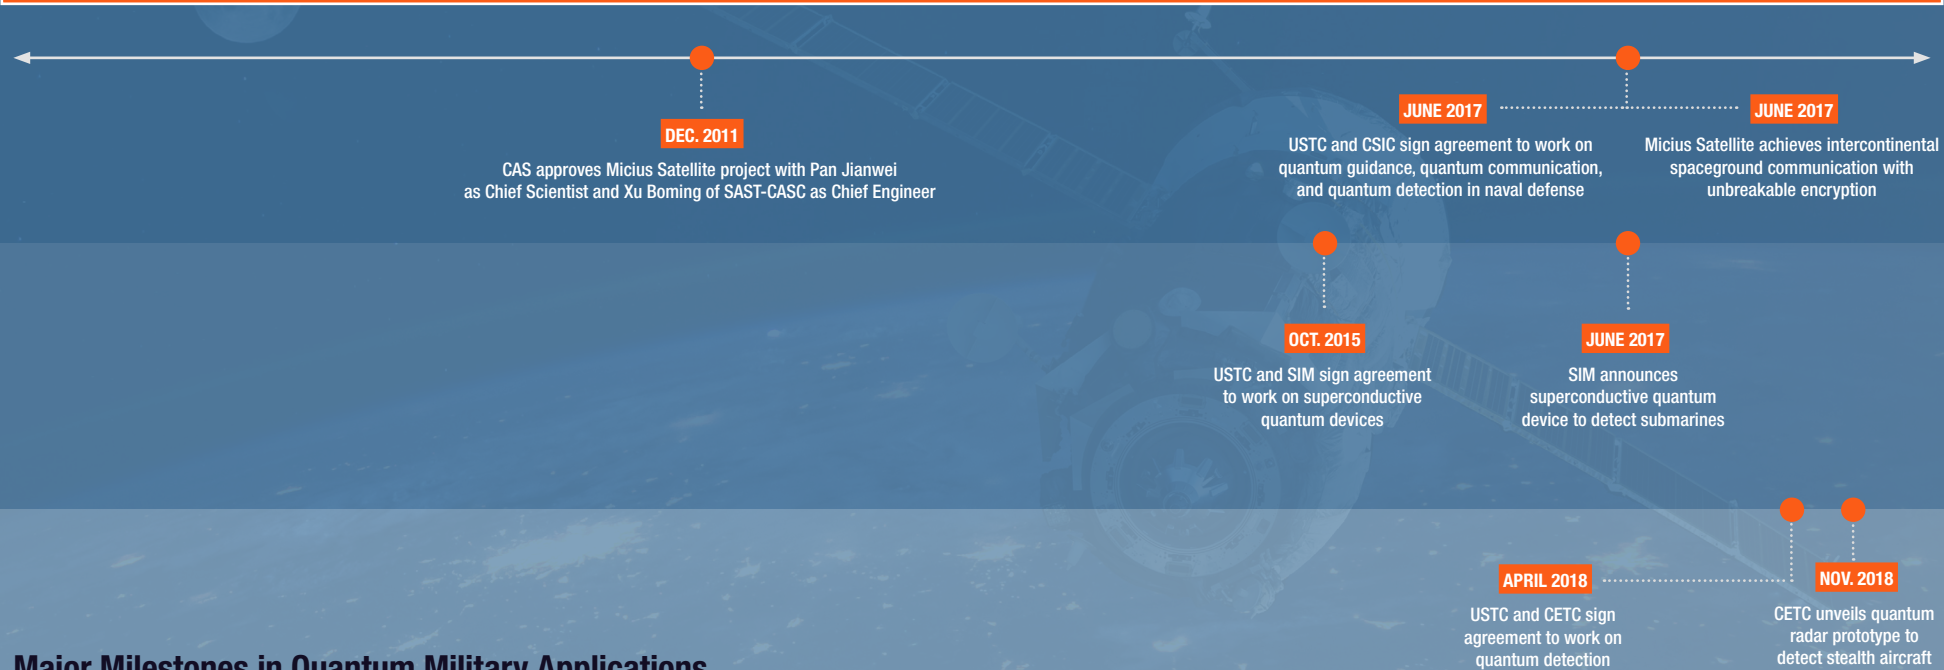 DEC. 2011
CAS approves Micius Satellite project with Pan Jianwei
as Chief Scientist and Xu Boming of SAST-CASC as Chief Engineer
JUNE 2017
USTC and CSIC sign agreement to work on
quantum guidance, quantum communication,
and quantum detection in naval defense
JUNE 2017
Micius Satellite achieves intercontinental
spaceground communication with
unbreakable encryption
OCT. 2015
USTC and SIM sign agreement
to work on superconductive
quantum devices
JUNE 2017
SIM announces
superconductive quantum
device to detect submarines
APRIL 2018
USTC and CETC sign
agreement to work on
quantum detection
NOV. 2018
CETC unveils quantum
radar prototype to
detect stealth aircraft
Major Milestones in Quantum Military Applications